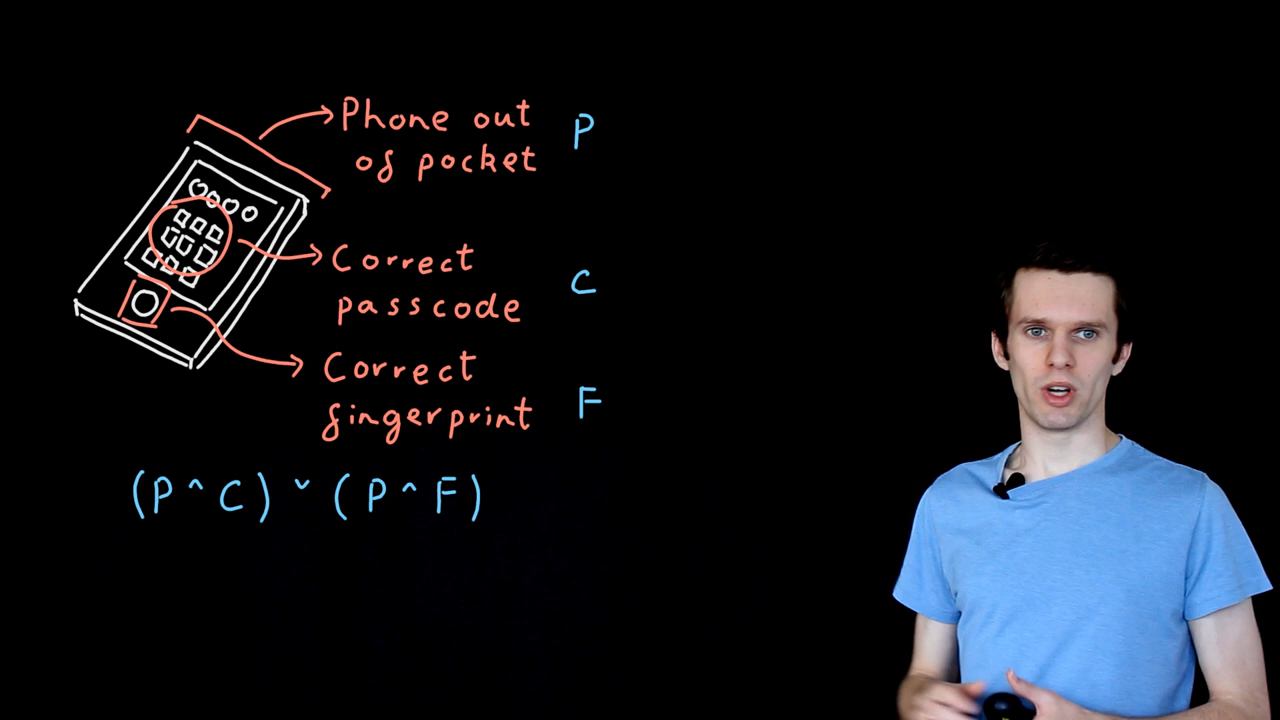 Phone out
of pocket
P
Correct
passcode
C
Correct
fingerprint
F
(P ^ C) ˅ (P ^ F)